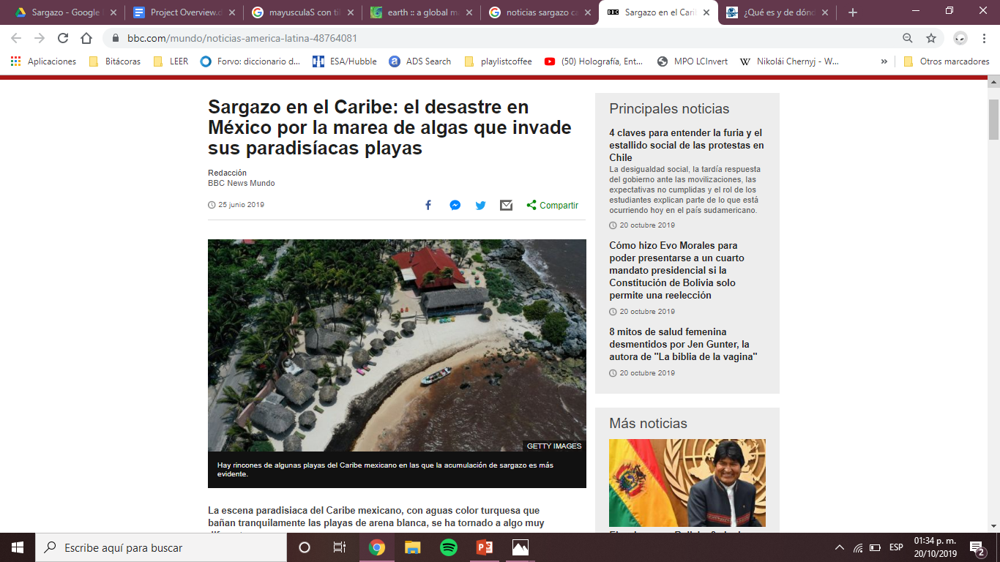 Sargazo - Google
Project Overview.d
mayusculaS con til
earth :: a global ma
noticias sargazo ca
BBC
Sargazo en el Carib
¿Qué es y de dónd
bbc.com/mundo/noticias-america-latina-48764081
Aplicaciones
Bitácoras
LEER
Forvo: diccionario d...
ESA/Hubble
ADS Search
playlistcoffee
(50) Holografía, Ent...
MPO LCInvert
W Nikolái Chernyj - W...
»
Otros marcadores
Sargazo en el Caribe: el desastre en
México por la marea de algas que invade
sus paradisíacas playas
Redacción
BBC News Mundo
25 junio 2019
Compartir
GETTY IMAGES
Hay rincones de algunas playas del Caribe mexicano en las que la acumulación de sargazo es más
evidente.
La escena paradisiaca del Caribe mexicano, con aguas color turquesa que
bañan tranquilamente las playas de arena blanca, se ha tornado a algo muy
Principales noticias
4 claves para entender la furia y el
estallido social de las protestas en
Chile
La desigualdad social, la tardía respuesta
del gobierno ante las movilizaciones, las
expectativas no cumplidas y el rol de los
estudiantes explican parte de lo que está
ocurriendo hoy en el país sudamericano.
20 octubre 2019
Cómo hizo Evo Morales para
poder presentarse a un cuarto
mandato presidencial si la
Constitución de Bolivia solo
permite una reelección
20 octubre 2019
8 mitos de salud femenina
desmentidos por Jen Gunter, la
autora de "La biblia de la vagina"
20 octubre 2019
Más noticias
Escribe aquí para buscar
ESP
01:34 p. m.
20/10/2019
2